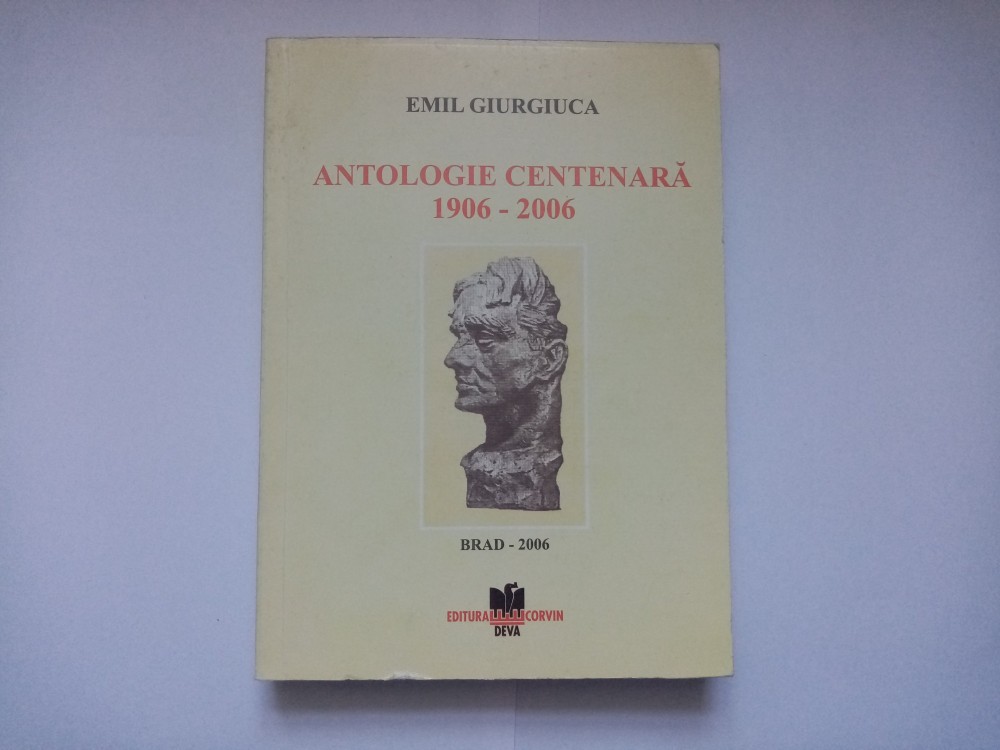 EMIL GIURGIUCA
ANTOLOGIE CENTENARĂ
1906 - 2006
BRAD - 2006
EDITURA CORVIN
DEVA